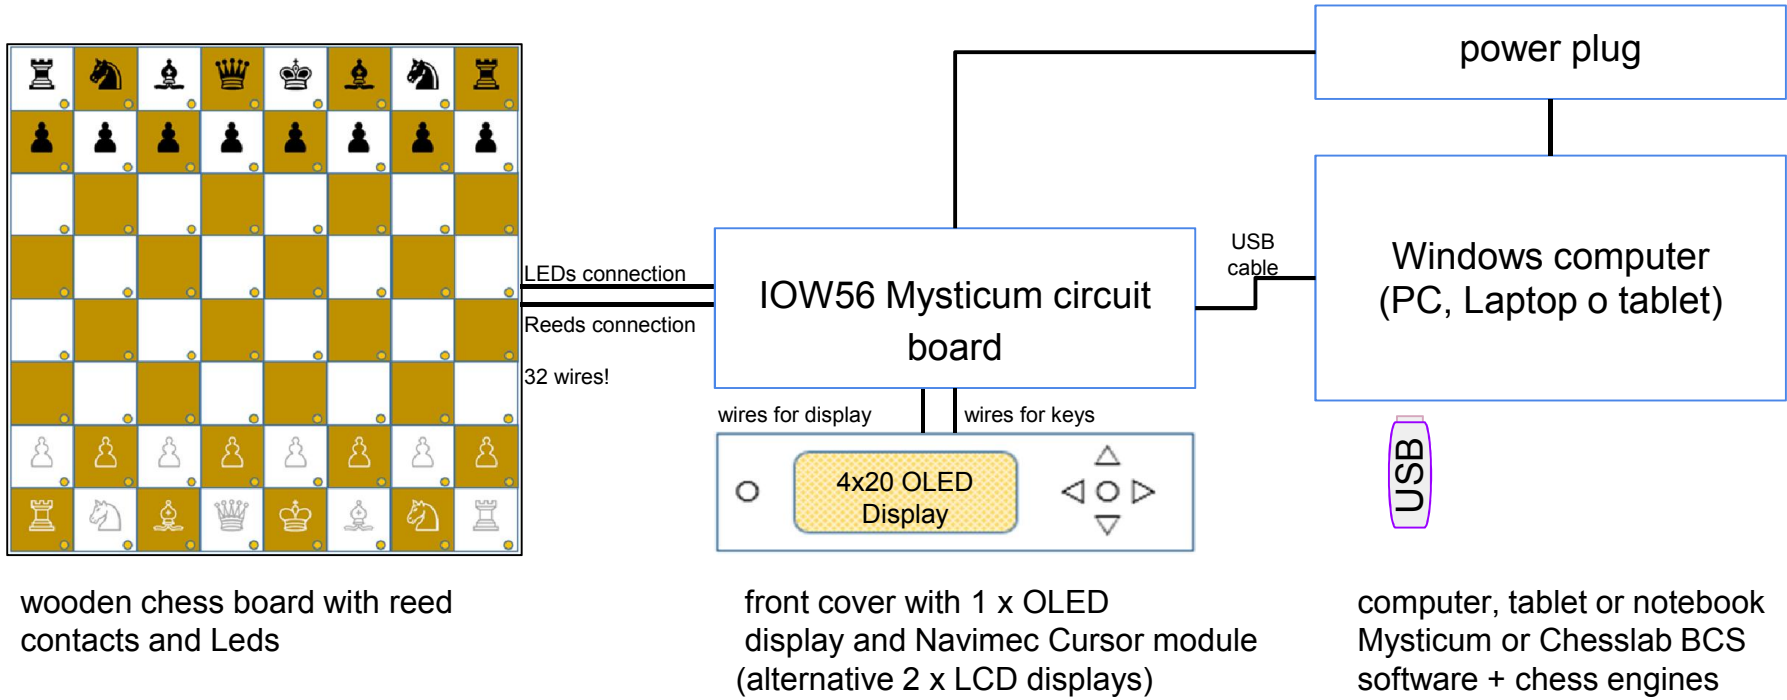 power plug
Windows computer
(PC, Laptop o tablet)
USB
cable
LEDs connection
Reeds connection
32 wires!
IOW56 Mysticum circuit
board
wires for display
wires for keys
4x20 OLED
Display
USB
wooden chess board with reed
contacts and Leds
front cover with 1 x OLED
display and Navimec Cursor module
(alternative 2 x LCD displays)
computer, tablet or notebook
Mysticum or Chesslab BCS
software + chess engines